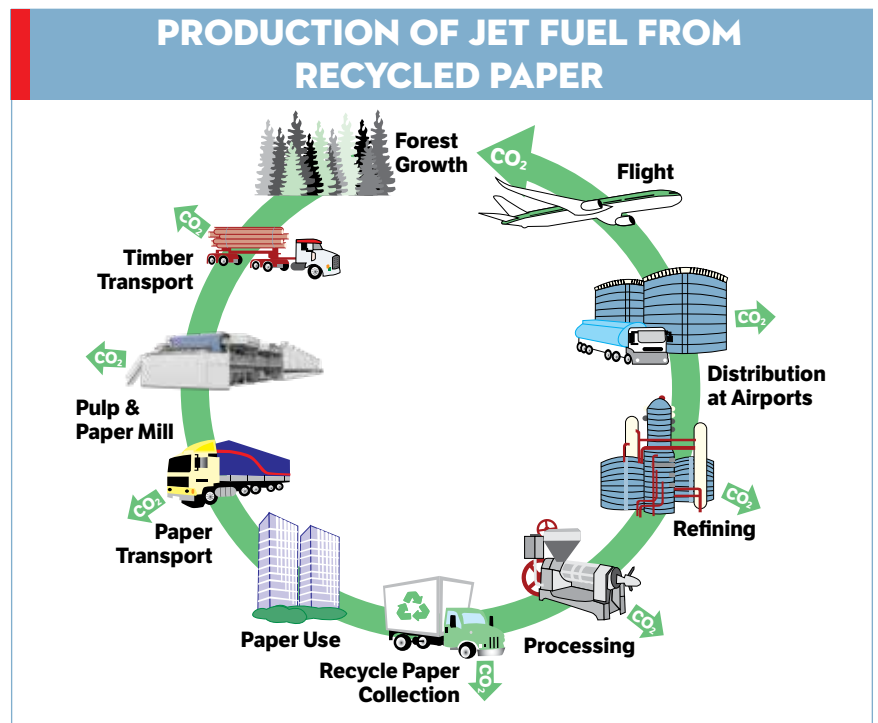 PRODUCTION OF JET FUEL FROM
RECYCLED PAPER
Forest
Growth
CO₂
Flight
CO₂
Timber
Transport
CO₂
Distribution
at Airports
CO₂
Pulp &
Paper Mill
CO₂
Refining
CO₂
Paper
Transport
Paper Use
CO₂
Processing
CO₂
Recycle Paper
Collection
CO₂